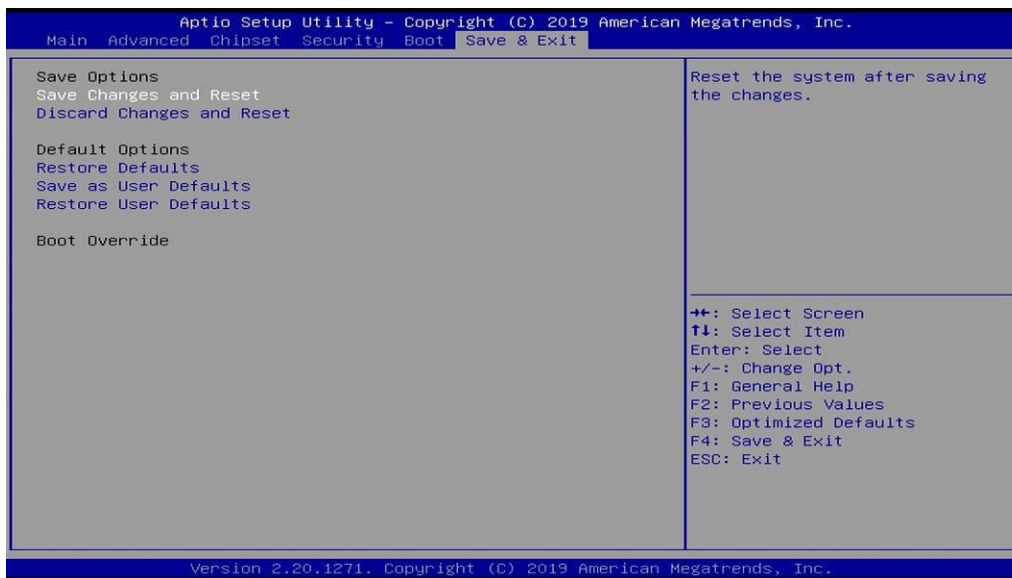 Aptio Setup Utility – Copyright (C) 2019 American Megatrends, Inc.
Main Advanced Chipset Security Boot Save & Exit
Save Options
Save Changes and Reset
Discard Changes and Reset
Default Options
Restore Defaults
Save as User Defaults
Restore User Defaults
Boot Override
Reset the system after saving
the changes.
→←: Select Screen
↑↓: Select Item
Enter: Select
+/-: Change Opt.
F1: General Help
F2: Previous Values
F3: Optimized Defaults
F4: Save & Exit
ESC: Exit
Version 2.20.1271. Copyright (C) 2019 American Megatrends, Inc.